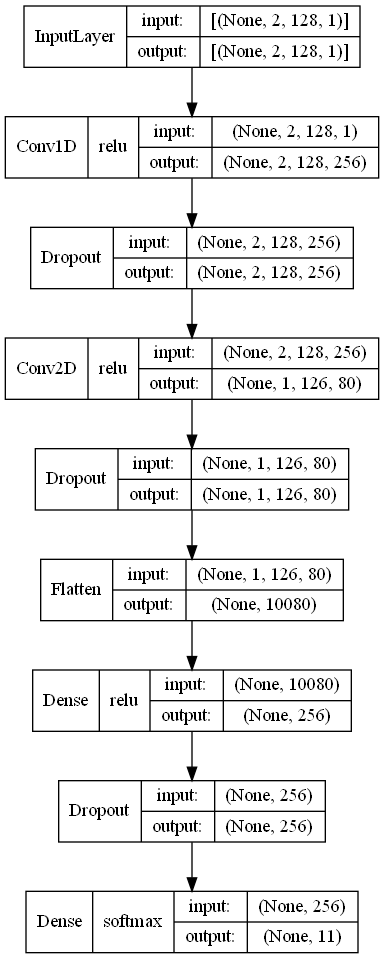 InputLayer input: [(None, 2, 128, 1)]
output: [(None, 2, 128, 1)]
Conv1D relu input: (None, 2, 128, 1)
output: (None, 2, 128, 256)
Dropout input: (None, 2, 128, 256)
output: (None, 2, 128, 256)
Conv2D relu input: (None, 2, 128, 256)
output: (None, 1, 126, 80)
Dropout input: (None, 1, 126, 80)
output: (None, 1, 126, 80)
Flatten input: (None, 1, 126, 80)
output: (None, 10080)
Dense relu input: (None, 10080)
output: (None, 256)
Dropout input: (None, 256)
output: (None, 256)
Dense softmax input: (None, 256)
output: (None, 11)